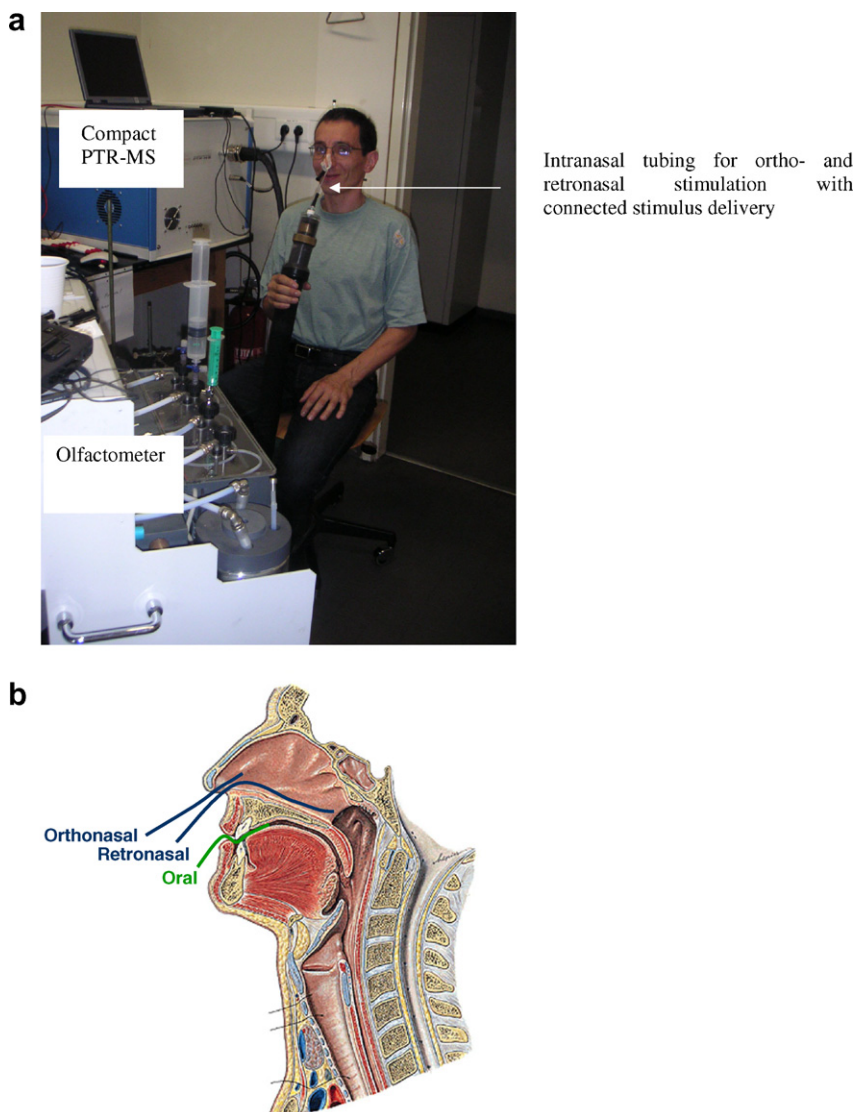 a
Compact
PTR-MS
Intranasal tubing for ortho- and
retronasal stimulation with
connected stimulus delivery
Olfactometer
b
Orthonasal
Retronasal
Oral